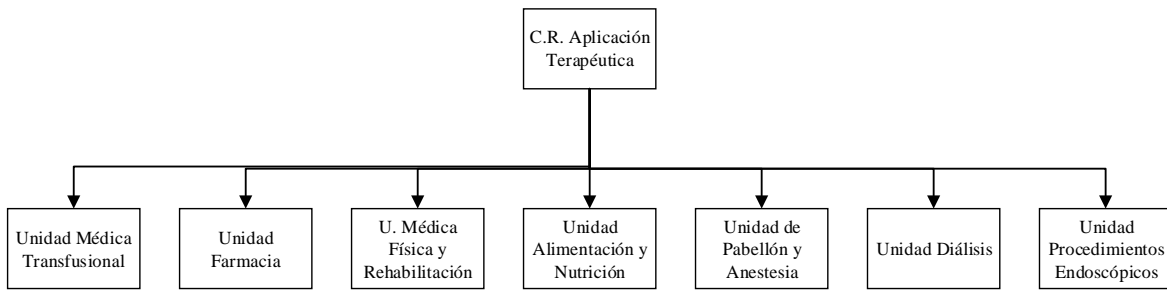 C.R. Aplicación
Terapéutica
Unidad Médica
Transfusional
Unidad
Farmacia
U. Médica
Física y
Rehabilitación
Unidad
Alimentación y
Nutrición
Unidad de
Pabellón y
Anestesia
Unidad Diálisis
Unidad
Procedimientos
Endoscópicos